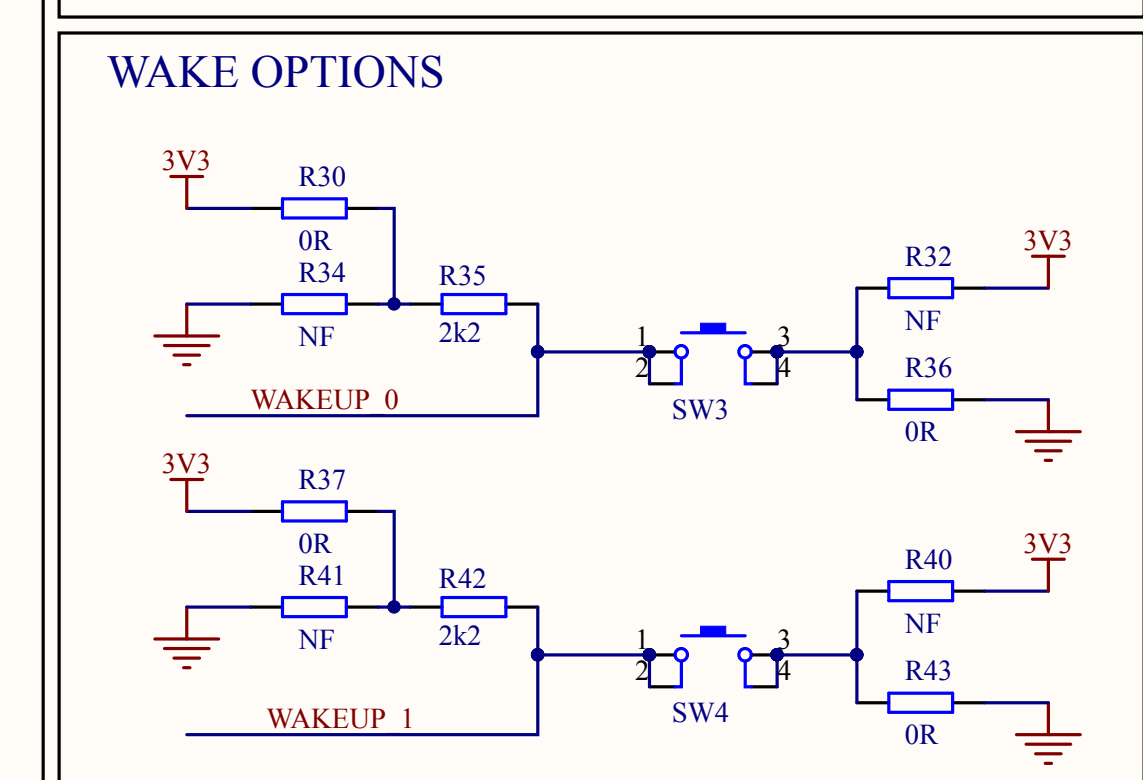 WAKE OPTIONS
3V3
R30
0R
R34
NF
R35
2k2
WAKEUP_0
1
2
3
4
SW3
3V3
R32
NF
R36
0R
3V3
R37
0R
R41
NF
R42
2k2
WAKEUP_1
1
2
3
4
SW4
3V3
R40
NF
R43
0R